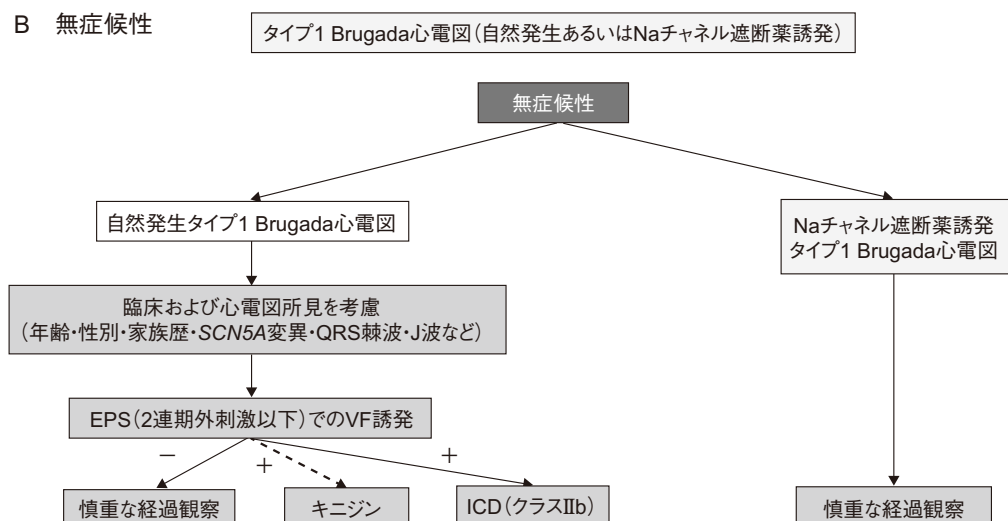 B 無症候性
タイプ1 Brugada心電図(自然発生あるいはNaチャネル遮断薬誘発)
無症候性
自然発生タイプ1 Brugada心電図
Naチャネル遮断薬誘発
タイプ1 Brugada心電図
臨床および心電図所見を考慮
(年齢・性別・家族歴・SCN5A変異・QRS棘波・J波など)
EPS(2連期外刺激以下)でのVF誘発
−
+
+
慎重な経過観察
キニジン
ICD(クラスⅡb)
慎重な経過観察